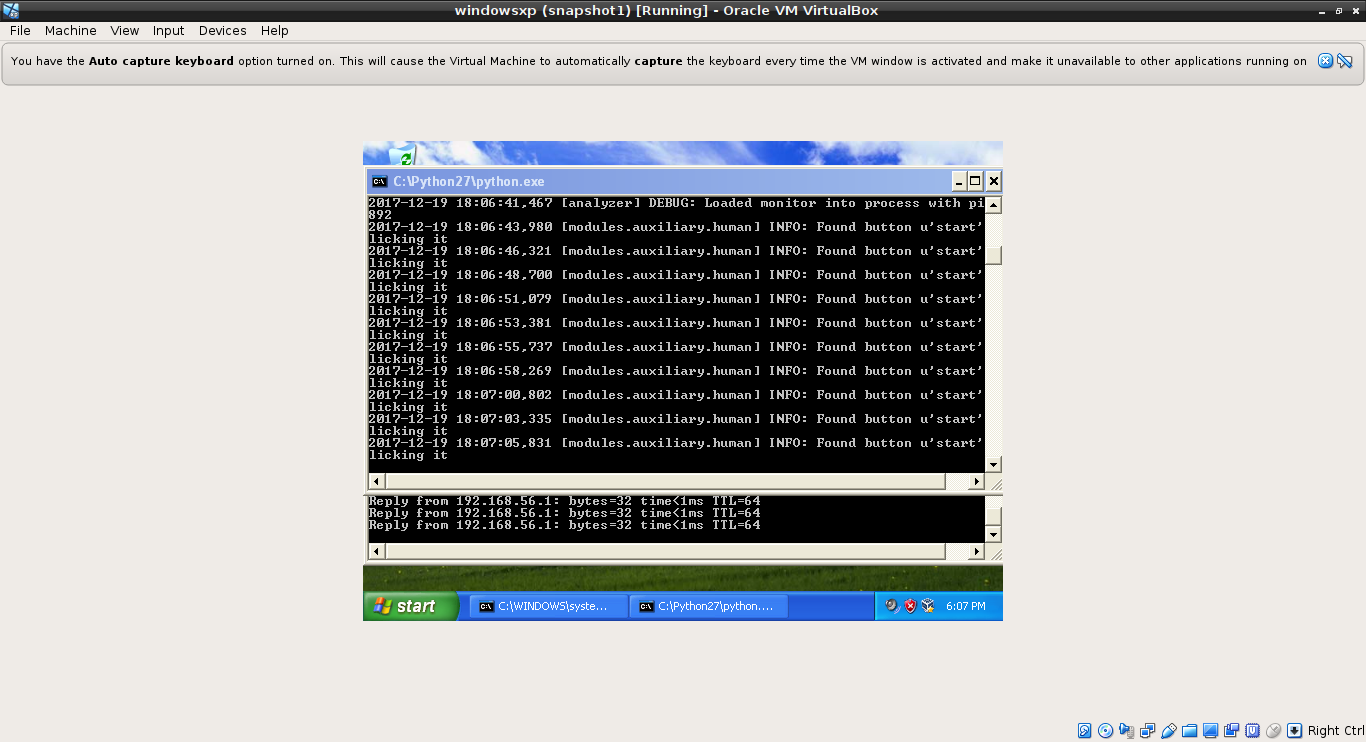 windowsxp (snapshot1) [Running] - Oracle VM VirtualBox
File Machine View Input Devices Help
You have the Auto capture keyboard option turned on. This will cause the Virtual Machine to automatically capture the keyboard every time the VM window is activated and make it unavailable to other applications running on
C:\Python27\python.exe
2017-12-19 18:06:41,467 [analyzer] DEBUG: Loaded monitor into process with pi
892
2017-12-19 18:06:43,980 [modules.auxiliary.human] INFO: Found button u'start'
licking it
2017-12-19 18:06:46,321 [modules.auxiliary.human] INFO: Found button u'start'
licking it
2017-12-19 18:06:48,700 [modules.auxiliary.human] INFO: Found button u'start'
licking it
2017-12-19 18:06:51,079 [modules.auxiliary.human] INFO: Found button u'start'
licking it
2017-12-19 18:06:53,381 [modules.auxiliary.human] INFO: Found button u'start'
licking it
2017-12-19 18:06:55,737 [modules.auxiliary.human] INFO: Found button u'start'
licking it
2017-12-19 18:06:58,269 [modules.auxiliary.human] INFO: Found button u'start'
licking it
2017-12-19 18:07:00,802 [modules.auxiliary.human] INFO: Found button u'start'
licking it
2017-12-19 18:07:03,335 [modules.auxiliary.human] INFO: Found button u'start'
licking it
2017-12-19 18:07:05,831 [modules.auxiliary.human] INFO: Found button u'start'
licking it
Reply from 192.168.56.1: bytes=32 time<1ms TTL=64
Reply from 192.168.56.1: bytes=32 time<1ms TTL=64
Reply from 192.168.56.1: bytes=32 time<1ms TTL=64
start C:\WINDOWS\syste... C:\Python27\python.... 6:07 PM
Right Ctrl